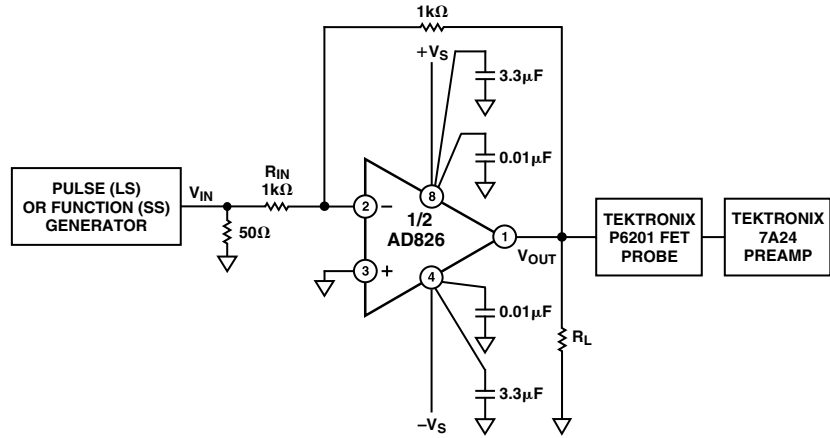 1kΩ
+VS
3.3μF
0.01μF
PULSE (LS)
OR FUNCTION (SS)
GENERATOR
VIN
RIN
1kΩ
50Ω
2
−
8
1/2
AD826
3
+
4
1
VOUT
TEKTRONIX
P6201 FET
PROBE
TEKTRONIX
7A24
PREAMP
0.01μF
RL
3.3μF
−VS